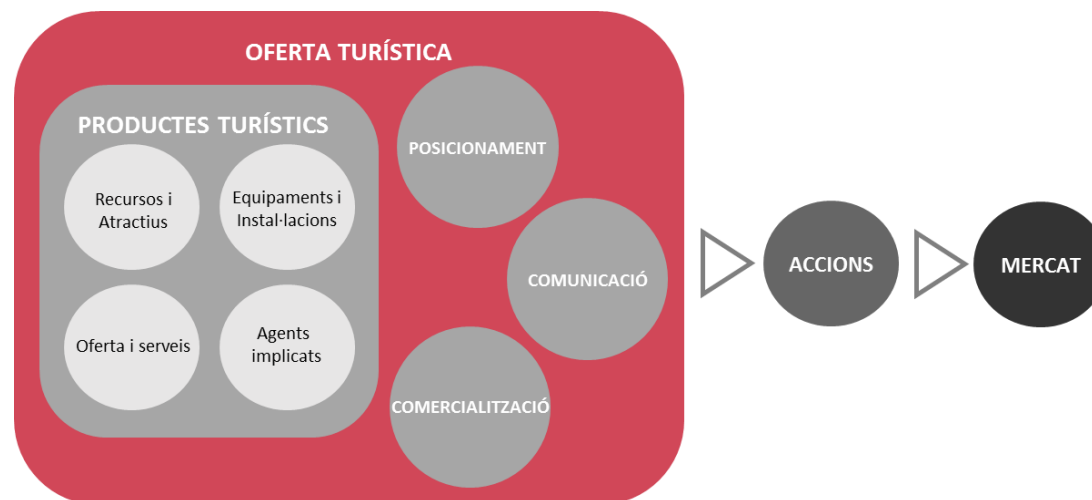 OFERTA TURÍSTICA
PRODUCTES TURÍSTICS
Recursos i
Atractius
Equipaments i
Instal·lacions
Oferta i serveis
Agents
implicats
POSICIONAMENT
COMUNICACIÓ
COMERCIALITZACIÓ
ACCIONS
MERCAT